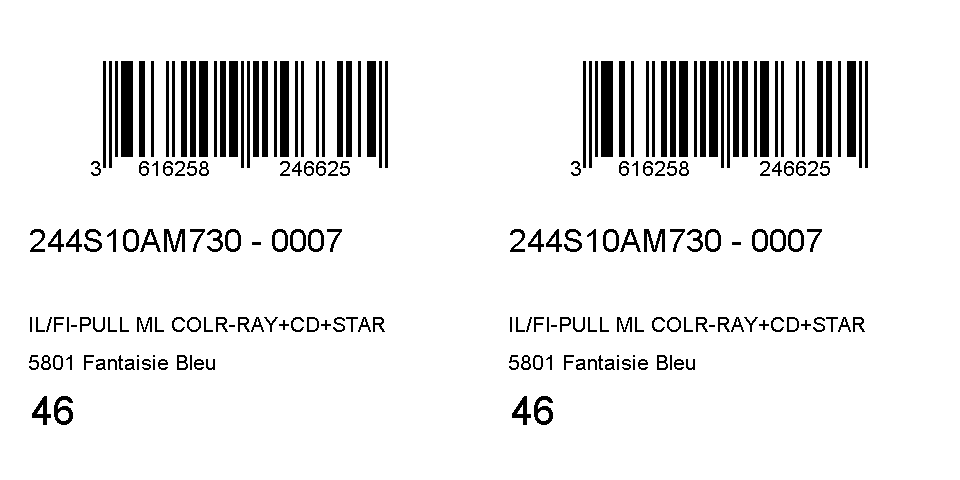 3 616258 246625
244S10AM730 - 0007
IL/FI-PULL ML COLR-RAY+CD+STAR
5801 Fantaisie Bleu
46
3 616258 246625
244S10AM730 - 0007
IL/FI-PULL ML COLR-RAY+CD+STAR
5801 Fantaisie Bleu
46